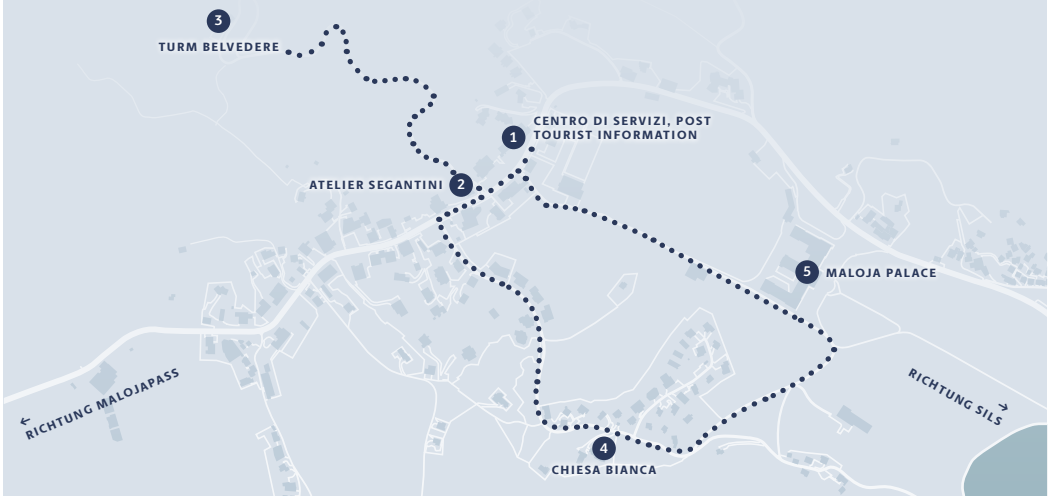 3
TURM BELVEDERE
1
CENTRO DI SERVIZI, POST
TOURIST INFORMATION
ATELIER SEGANTINI
2
5
MALOJA PALACE
← RICHTUNG MALOJAPASS
RICHTUNG SILS →
4
CHIESA BIANCA